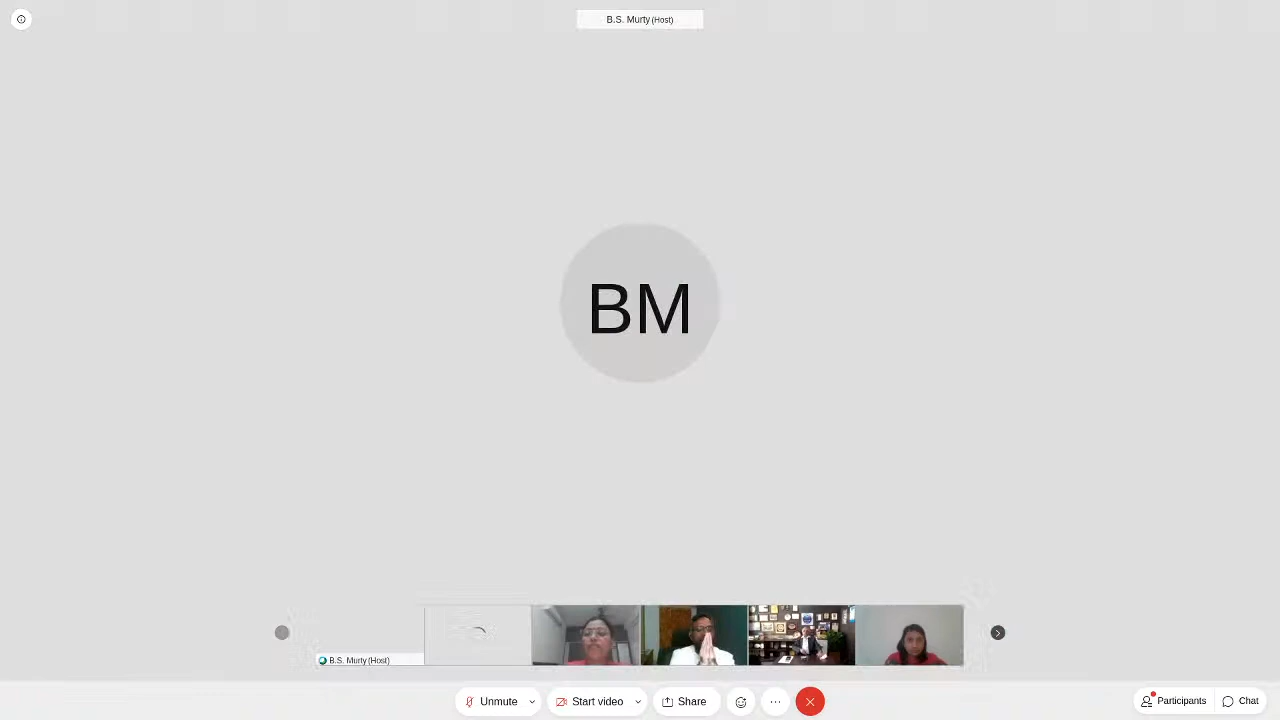 B.S. Murty (Host)
BM
B.S. Murty (Host)
Unmute
Start video
Share
Participants
Chat